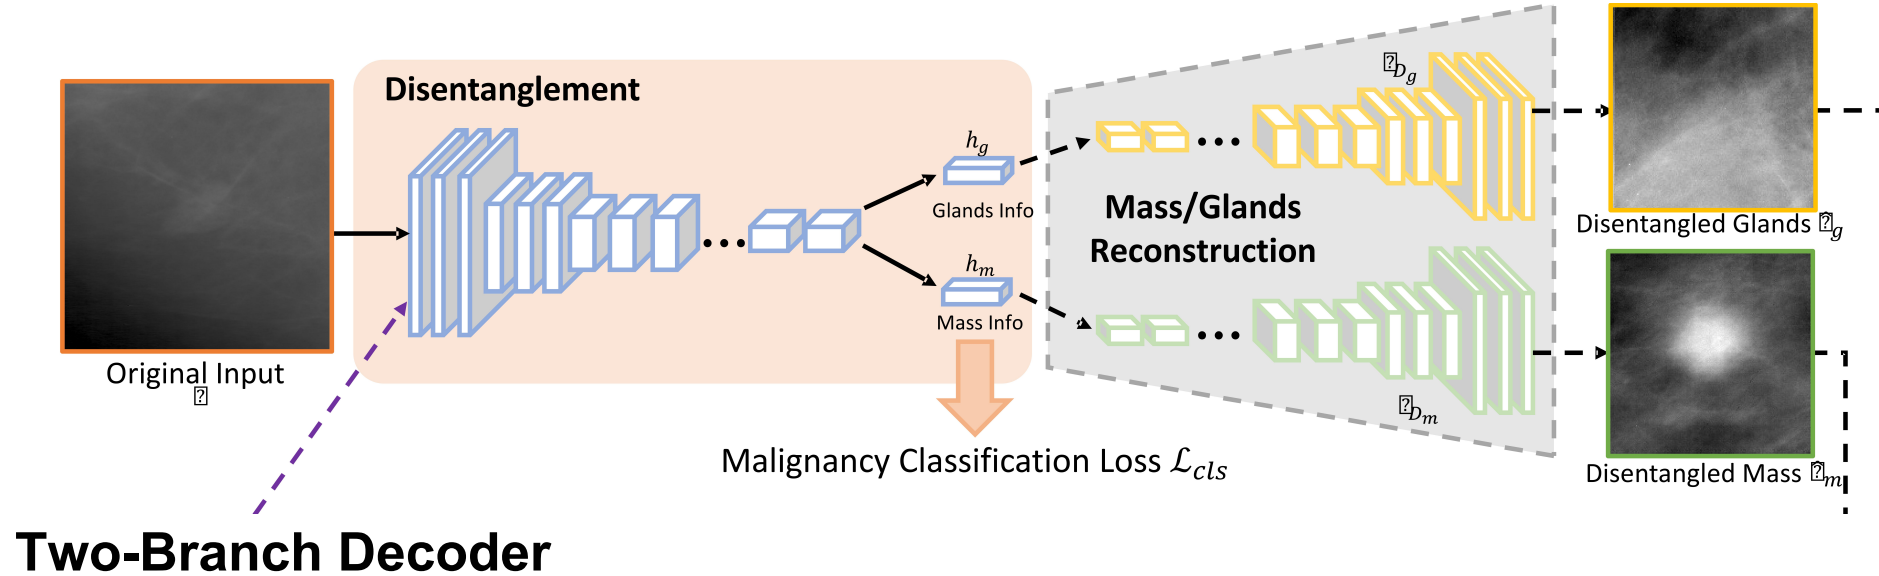 Disentanglement
Original Input
h_g
Glands Info
h_m
Mass Info
Malignancy Classification Loss ℒ_cls
Mass/Glands
Reconstruction
D_g
D_m
Disentangled Glands g
Disentangled Mass m
Two-Branch Decoder